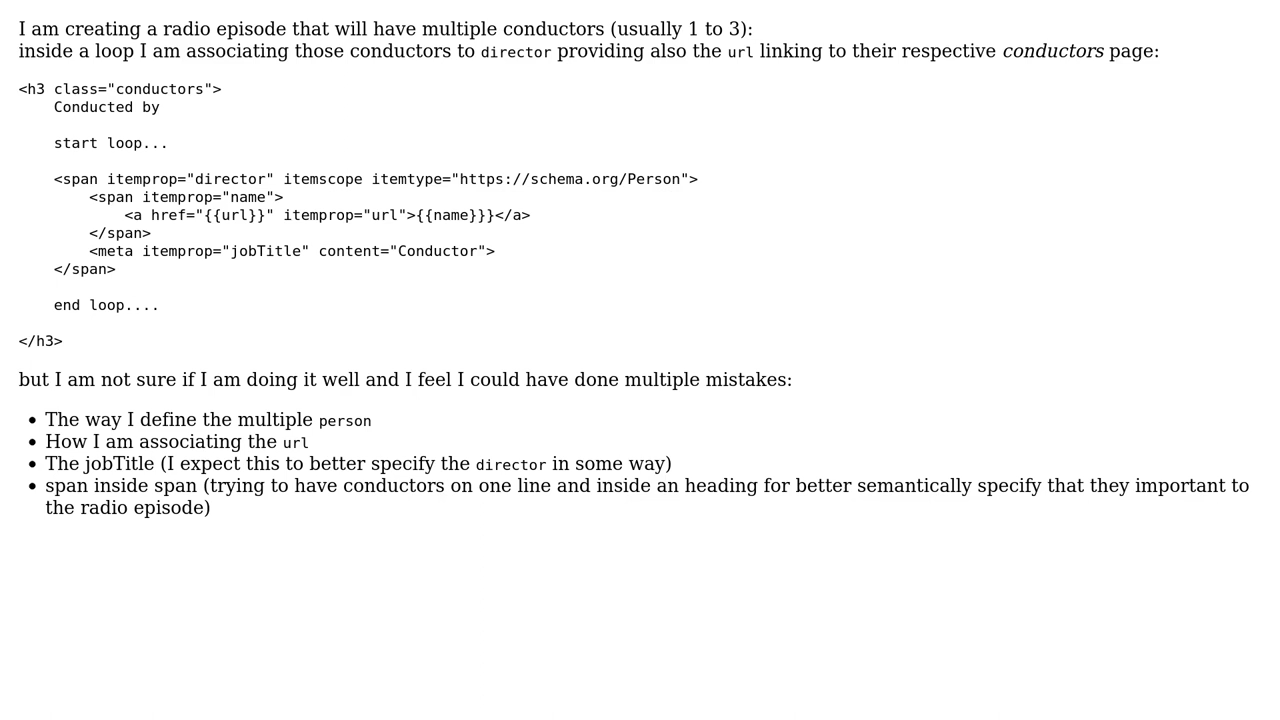 I am creating a radio episode that will have multiple conductors (usually 1 to 3):
inside a loop I am associating those conductors to director providing also the url linking to their respective conductors page:
<h3 class="conductors">
    Conducted by
    start loop...
    <span itemprop="director" itemscope itemtype="https://schema.org/Person">
        <span itemprop="name">
            <a href="{{url}}" itemprop="url">{{name}}}</a>
        </span>
        <meta itemprop="jobTitle" content="Conductor">
    </span>
    end loop....
</h3>
but I am not sure if I am doing it well and I feel I could have done multiple mistakes:
• The way I define the multiple person
• How I am associating the url
• The jobTitle (I expect this to better specify the director in some way)
• span inside span (trying to have conductors on one line and inside an heading for better semantically specify that they important to
the radio episode)